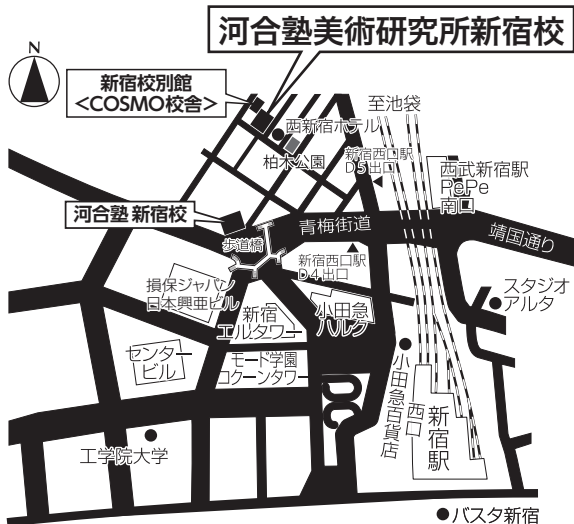 河合塾美術研究所新宿校
N
新宿校別館
<COSMO校舎>
至池袋
西新宿ホテル
柏木公園
新宿西口駅
D5出口
西武新宿駅
PePe
南口
河合塾 新宿校
青梅街道
靖国通り
歩道橋
新宿西口駅
D4出口
損保ジャパン
日本興亜ビル
新宿
エルタワー
小田急
ハルク
スタジオ
アルタ
センター
ビル
モード学園
コクーンタワー
小田急百貨店
西口
新宿駅
工学院大学
バスタ新宿